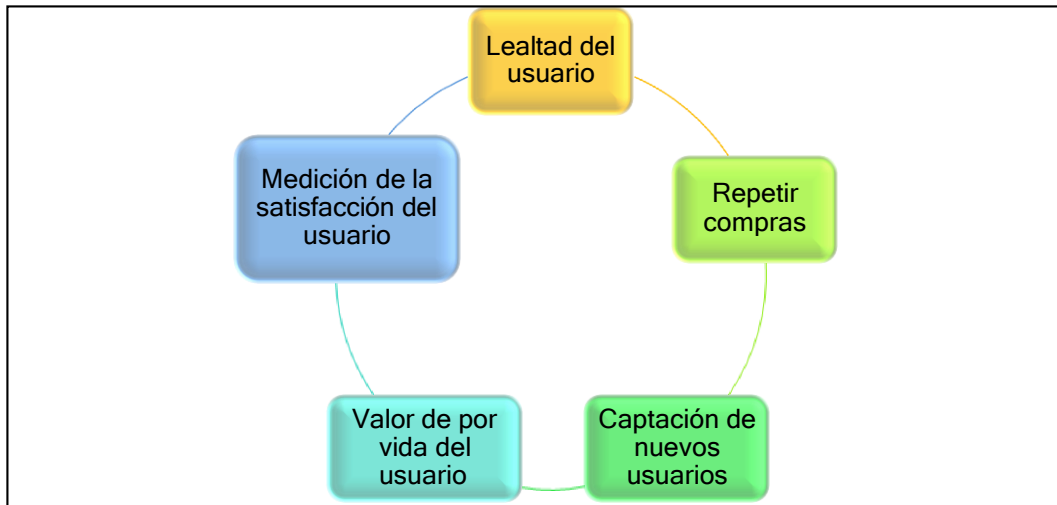 Lealtad del
usuario
Repetir
compras
Captación de
nuevos
usuarios
Valor de por
vida del
usuario
Medición de la
satisfacción del
usuario